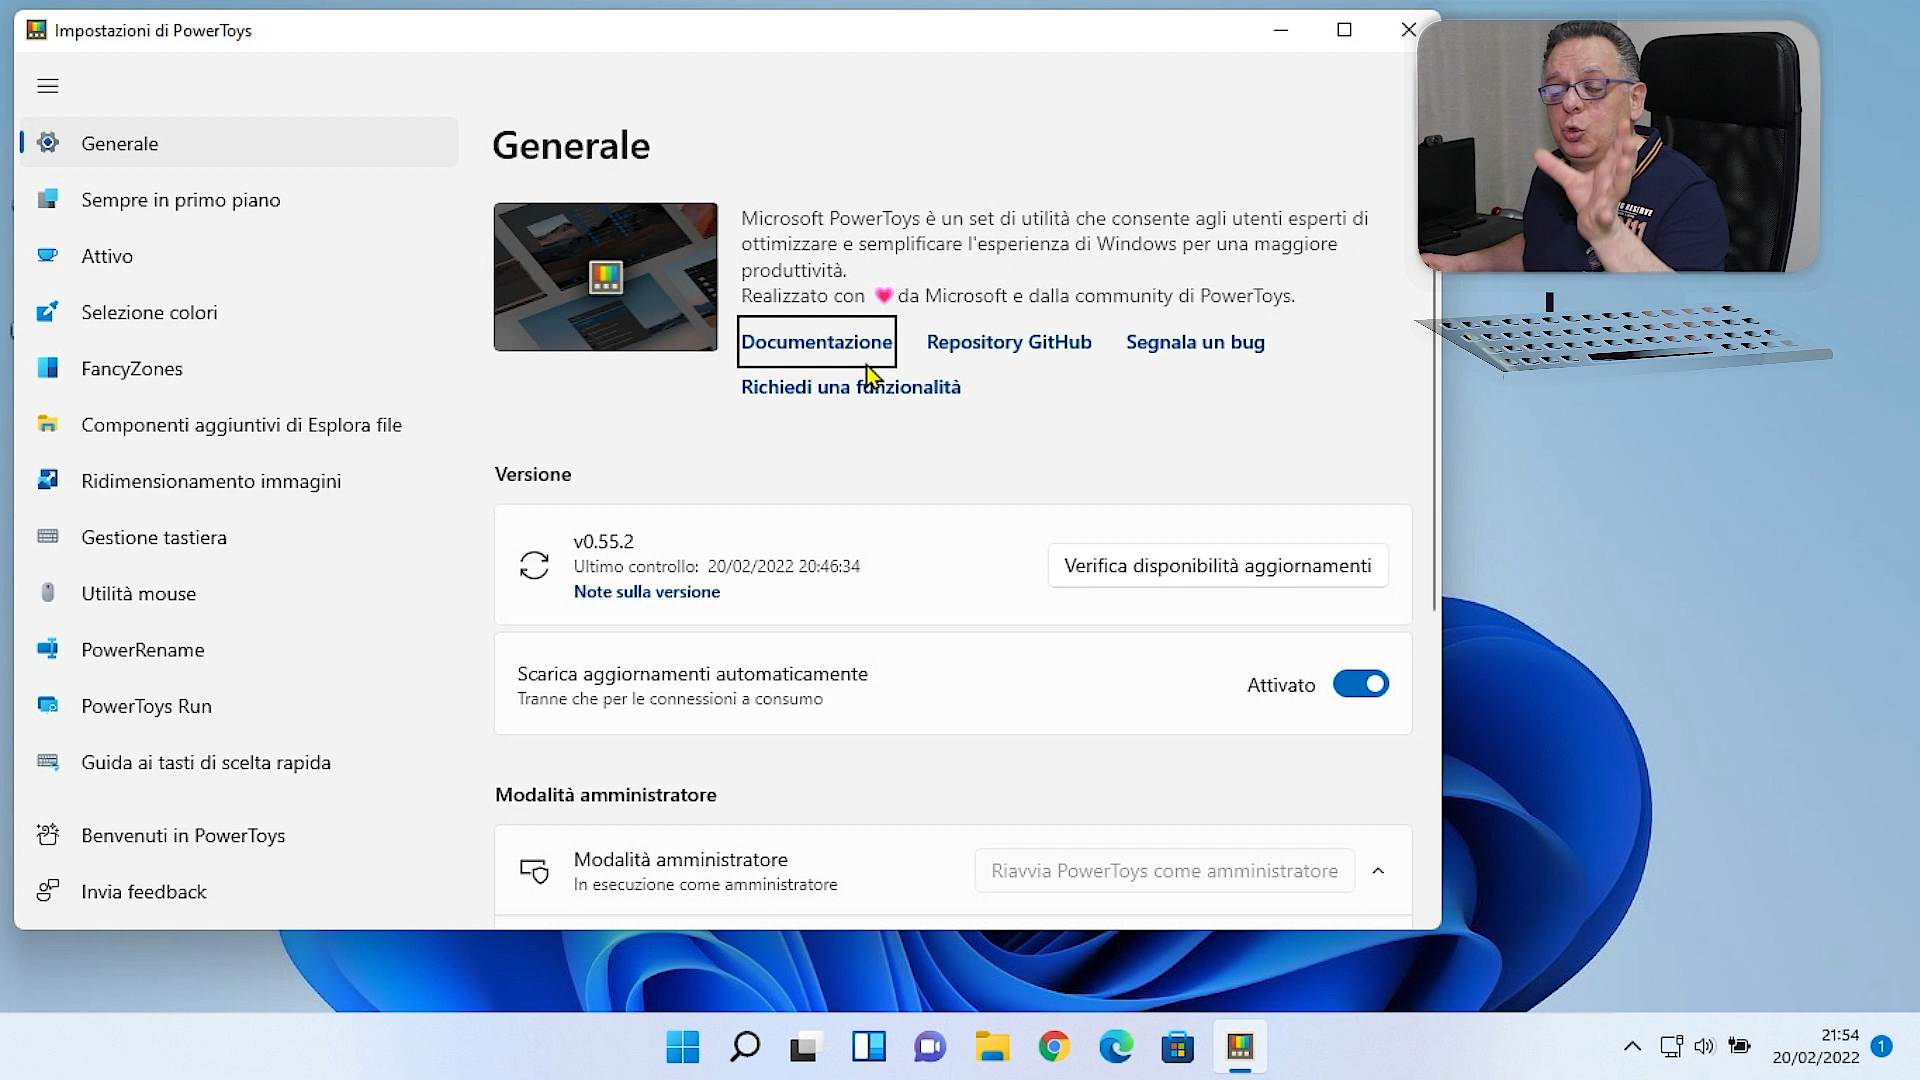 Impostazioni di PowerToys
Generale
Sempre in primo piano
Attivo
Selezione colori
FancyZones
Componenti aggiuntivi di Esplora file
Ridimensionamento immagini
Gestione tastiera
Utilità mouse
PowerRename
PowerToys Run
Guida ai tasti di scelta rapida
Benvenuti in PowerToys
Invia feedback
Generale
Microsoft PowerToys è un set di utilità che consente agli utenti esperti di
ottimizzare e semplificare l'esperienza di Windows per una maggiore
produttività.
Realizzato con 💗 da Microsoft e dalla community di PowerToys.
Documentazione
Repository GitHub
Segnala un bug
Richiedi una funzionalità
Versione
v0.55.2
Ultimo controllo: 20/02/2022 20:46:34
Note sulla versione
Verifica disponibilità aggiornamenti
Scarica aggiornamenti automaticamente
Tranne che per le connessioni a consumo
Attivato
Modalità amministratore
Modalità amministratore
In esecuzione come amministratore
Riavvia PowerToys come amministratore
21:54
20/02/2022
1